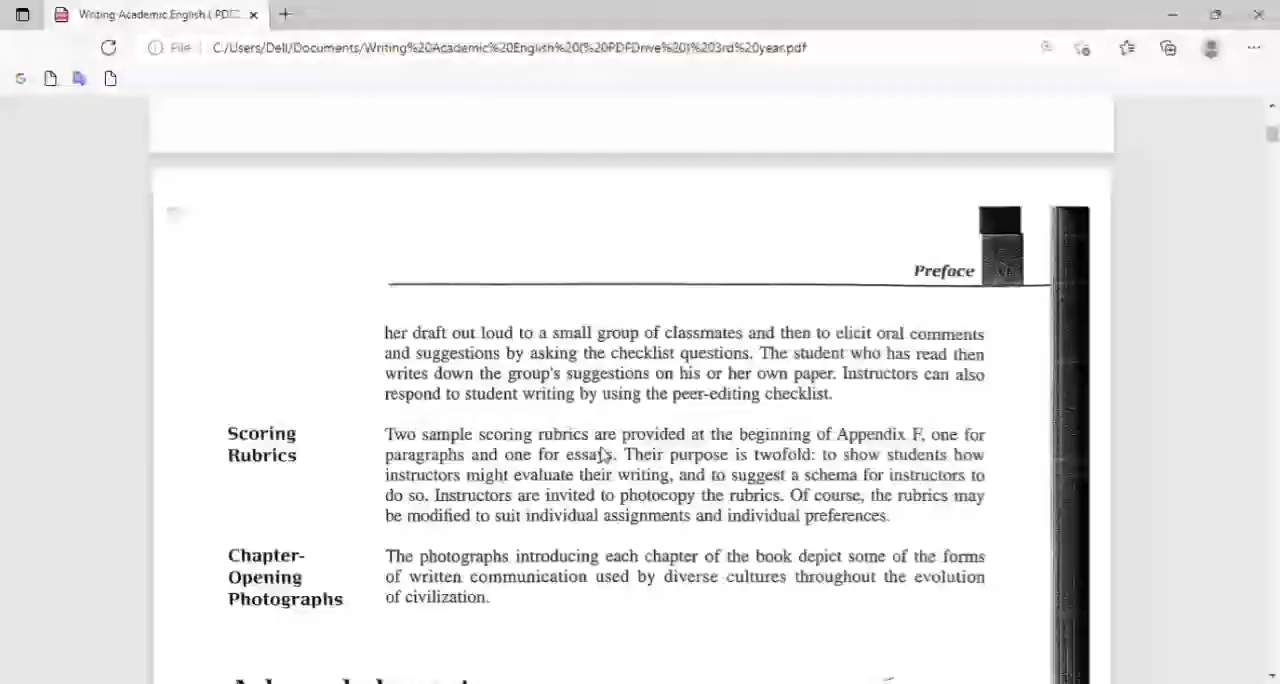 Writing Academic English ( PDF
File
C:/Users/Dell/Documents/Writing%20Academic%20English%20(%20PDFDrive%20)%203rd%20year.pdf
Preface
her draft out loud to a small group of classmates and then to elicit oral comments
and suggestions by asking the checklist questions. The student who has read then
writes down the group's suggestions on his or her own paper. Instructors can also
respond to student writing by using the peer-editing checklist.
Scoring
Rubrics
Two sample scoring rubrics are provided at the beginning of Appendix F, one for
paragraphs and one for essays. Their purpose is twofold: to show students how
instructors might evaluate their writing, and to suggest a schema for instructors to
do so. Instructors are invited to photocopy the rubrics. Of course, the rubrics may
be modified to suit individual assignments and individual preferences.
Chapter-
Opening
Photographs
The photographs introducing each chapter of the book depict some of the forms
of written communication used by diverse cultures throughout the evolution
of civilization.